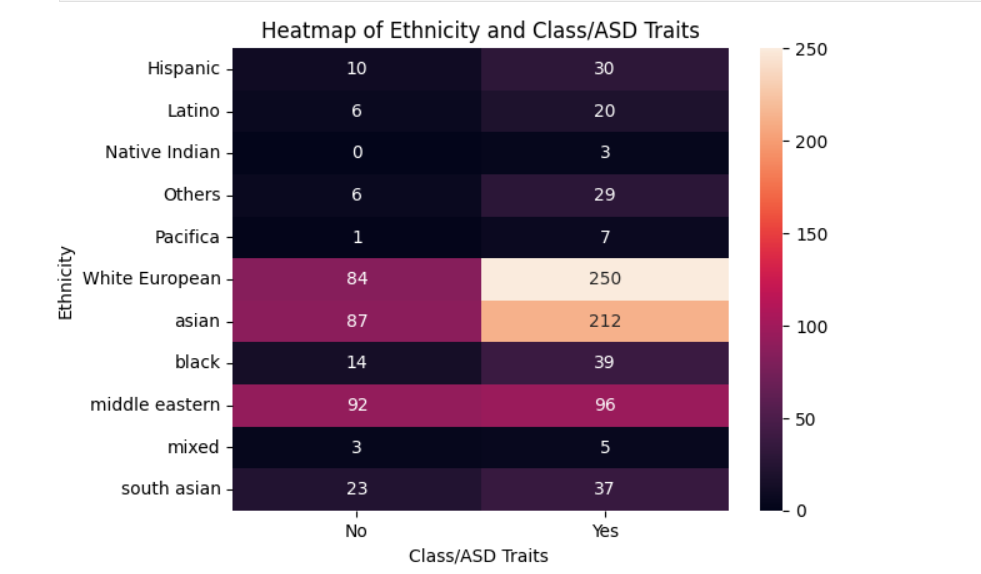 Heatmap of Ethnicity and Class/ASD Traits
Hispanic 10 30
Latino 6 20
Native Indian 0 3
Others 6 29
Pacifica 1 7
White European 84 250
asian 87 212
black 14 39
middle eastern 92 96
mixed 3 5
south asian 23 37
No Yes
Class/ASD Traits
Ethnicity
250
200
150
100
50
0